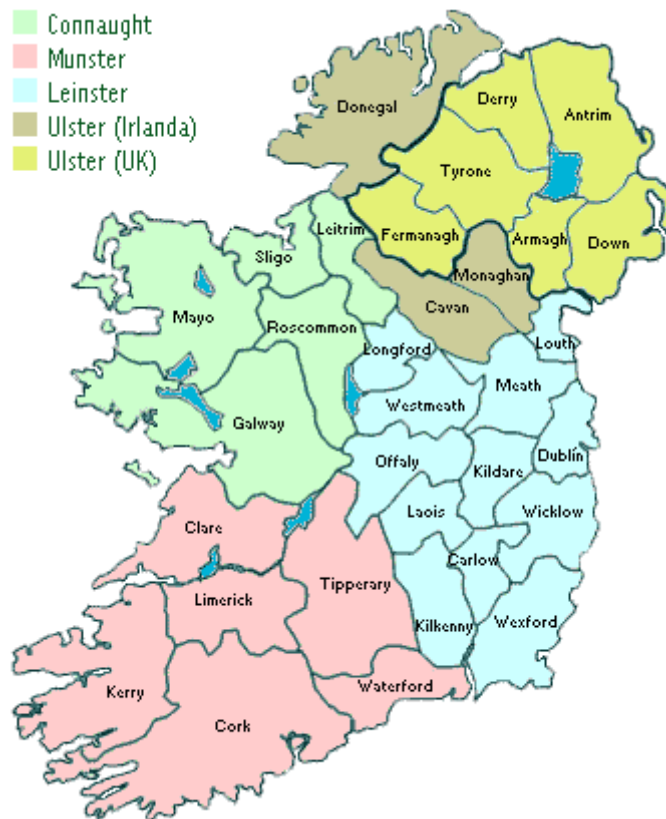 Connaught
Munster
Leinster
Ulster (Irlanda)
Ulster (UK)
Donegal
Derry
Antrim
Tyrone
Fermanagh
Armagh
Down
Monaghan
Cavan
Leitrim
Sligo
Mayo
Roscommon
Longford
Louth
Meath
Westmeath
Galway
Offaly
Kildare
Dublín
Laois
Wicklow
Clare
Carlow
Tipperary
Limerick
Kilkenny
Wexford
Kerry
Waterford
Cork